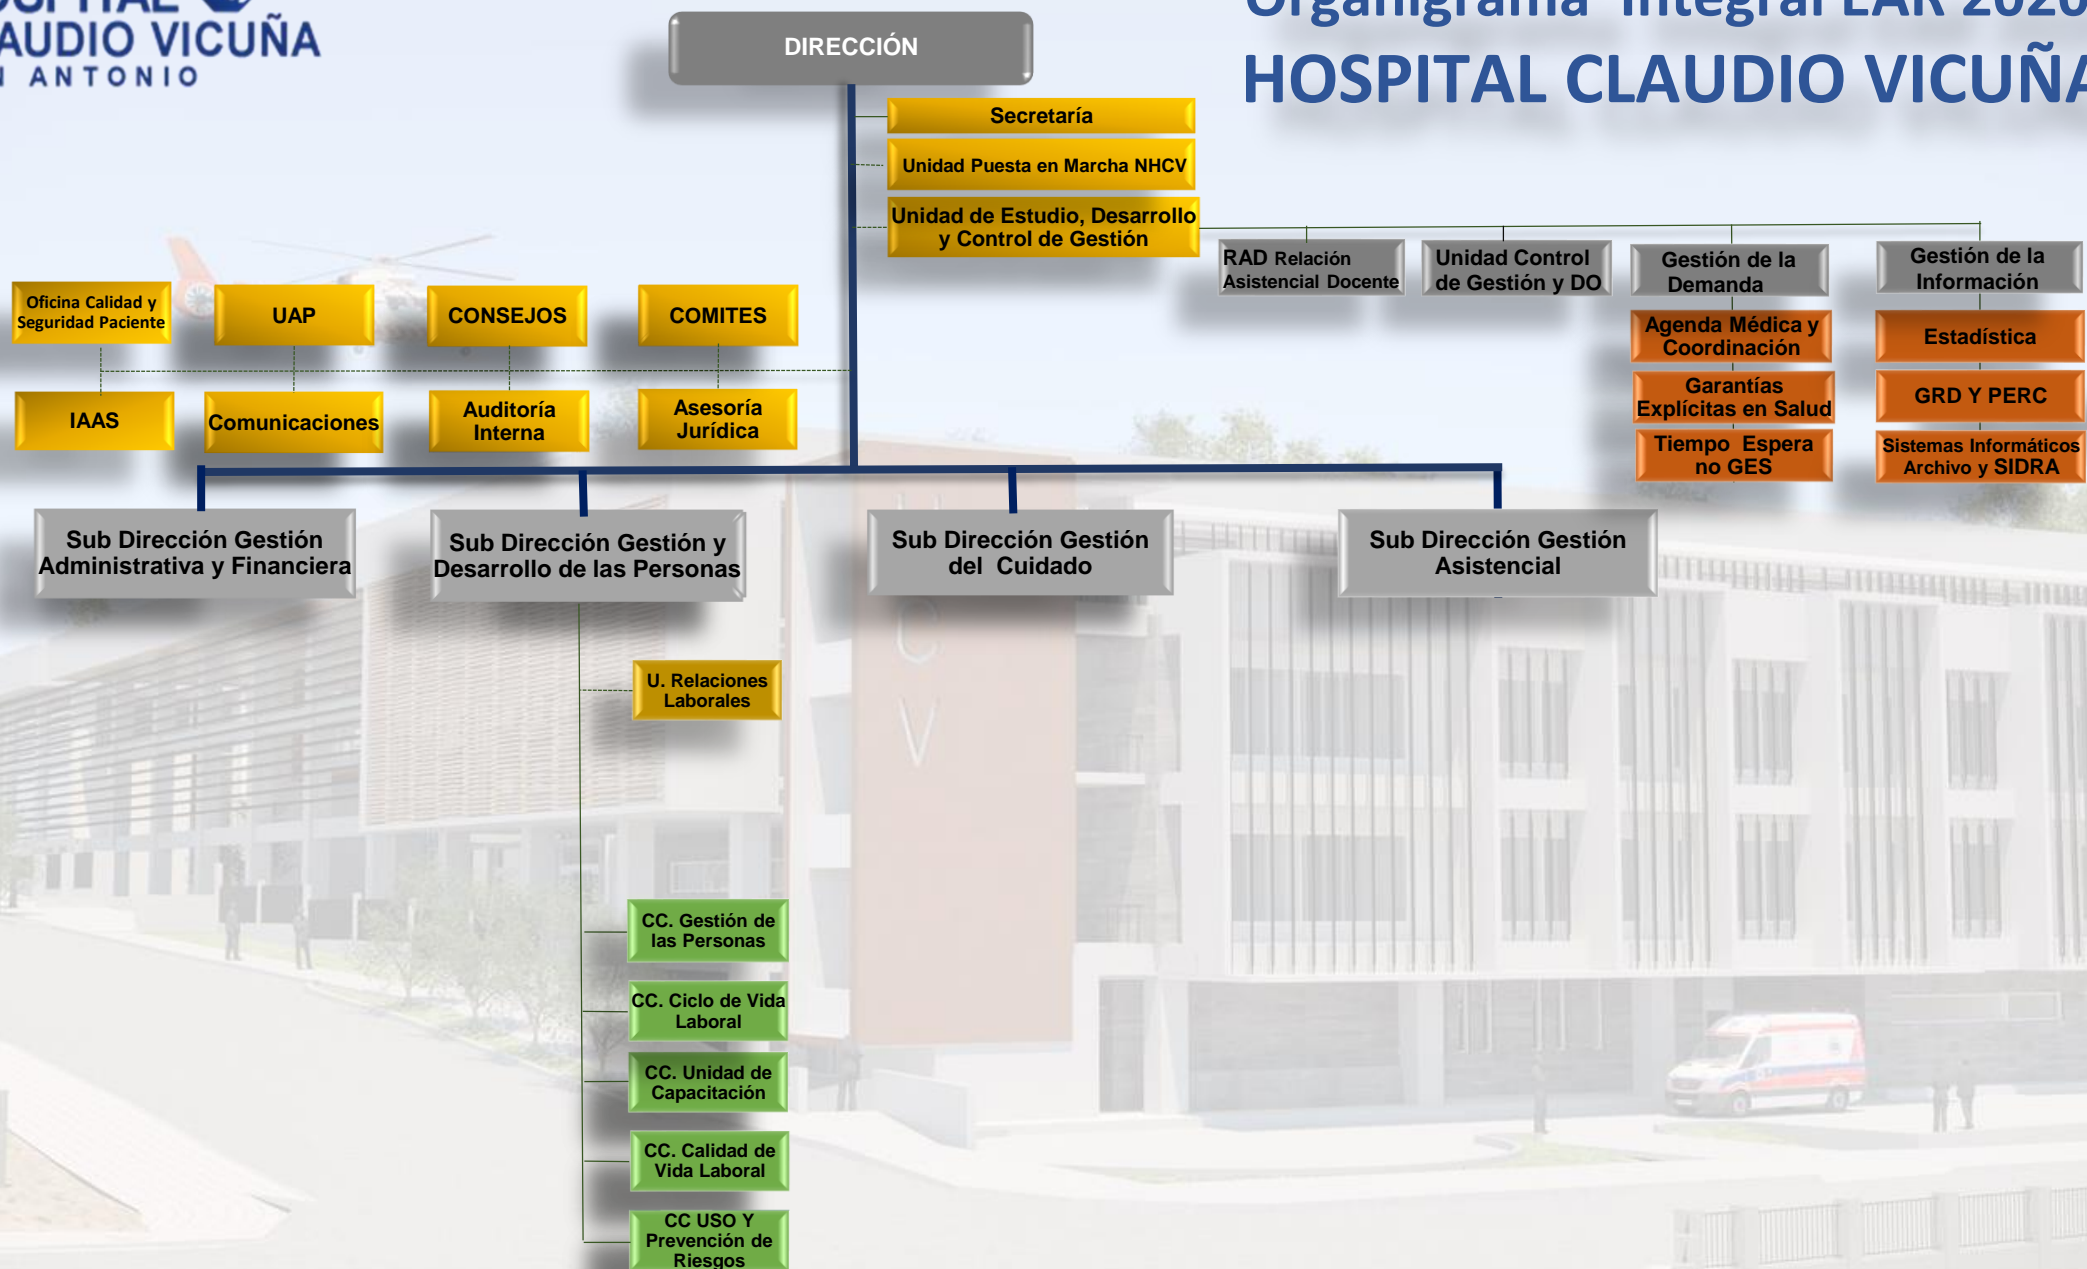 CLAUDIO VICUÑA
ANTONIO
Organigrama Integral EAR 2020
HOSPITAL CLAUDIO VICUÑA
DIRECCIÓN
Secretaría
Unidad Puesta en Marcha NHCV
Unidad de Estudio, Desarrollo
y Control de Gestión
RAD Relación
Asistencial Docente
Unidad Control
de Gestión y DO
Gestión de la
Demanda
Gestión de la
Información
Agenda Médica y
Coordinación
Garantías
Explícitas en Salud
Tiempo Espera
no GES
Estadística
GRD Y PERC
Sistemas Informáticos
Archivo y SIDRA
Oficina Calidad y
Seguridad Paciente
UAP
CONSEJOS
COMITES
IAAS
Comunicaciones
Auditoría
Interna
Asesoría
Jurídica
Sub Dirección Gestión
Administrativa y Financiera
Sub Dirección Gestión y
Desarrollo de las Personas
Sub Dirección Gestión
del Cuidado
Sub Dirección Gestión
Asistencial
U. Relaciones
Laborales
CC. Gestión de
las Personas
CC. Ciclo de Vida
Laboral
CC. Unidad de
Capacitación
CC. Calidad de
Vida Laboral
CC USO Y
Prevención de
Riesgos
H
C
V